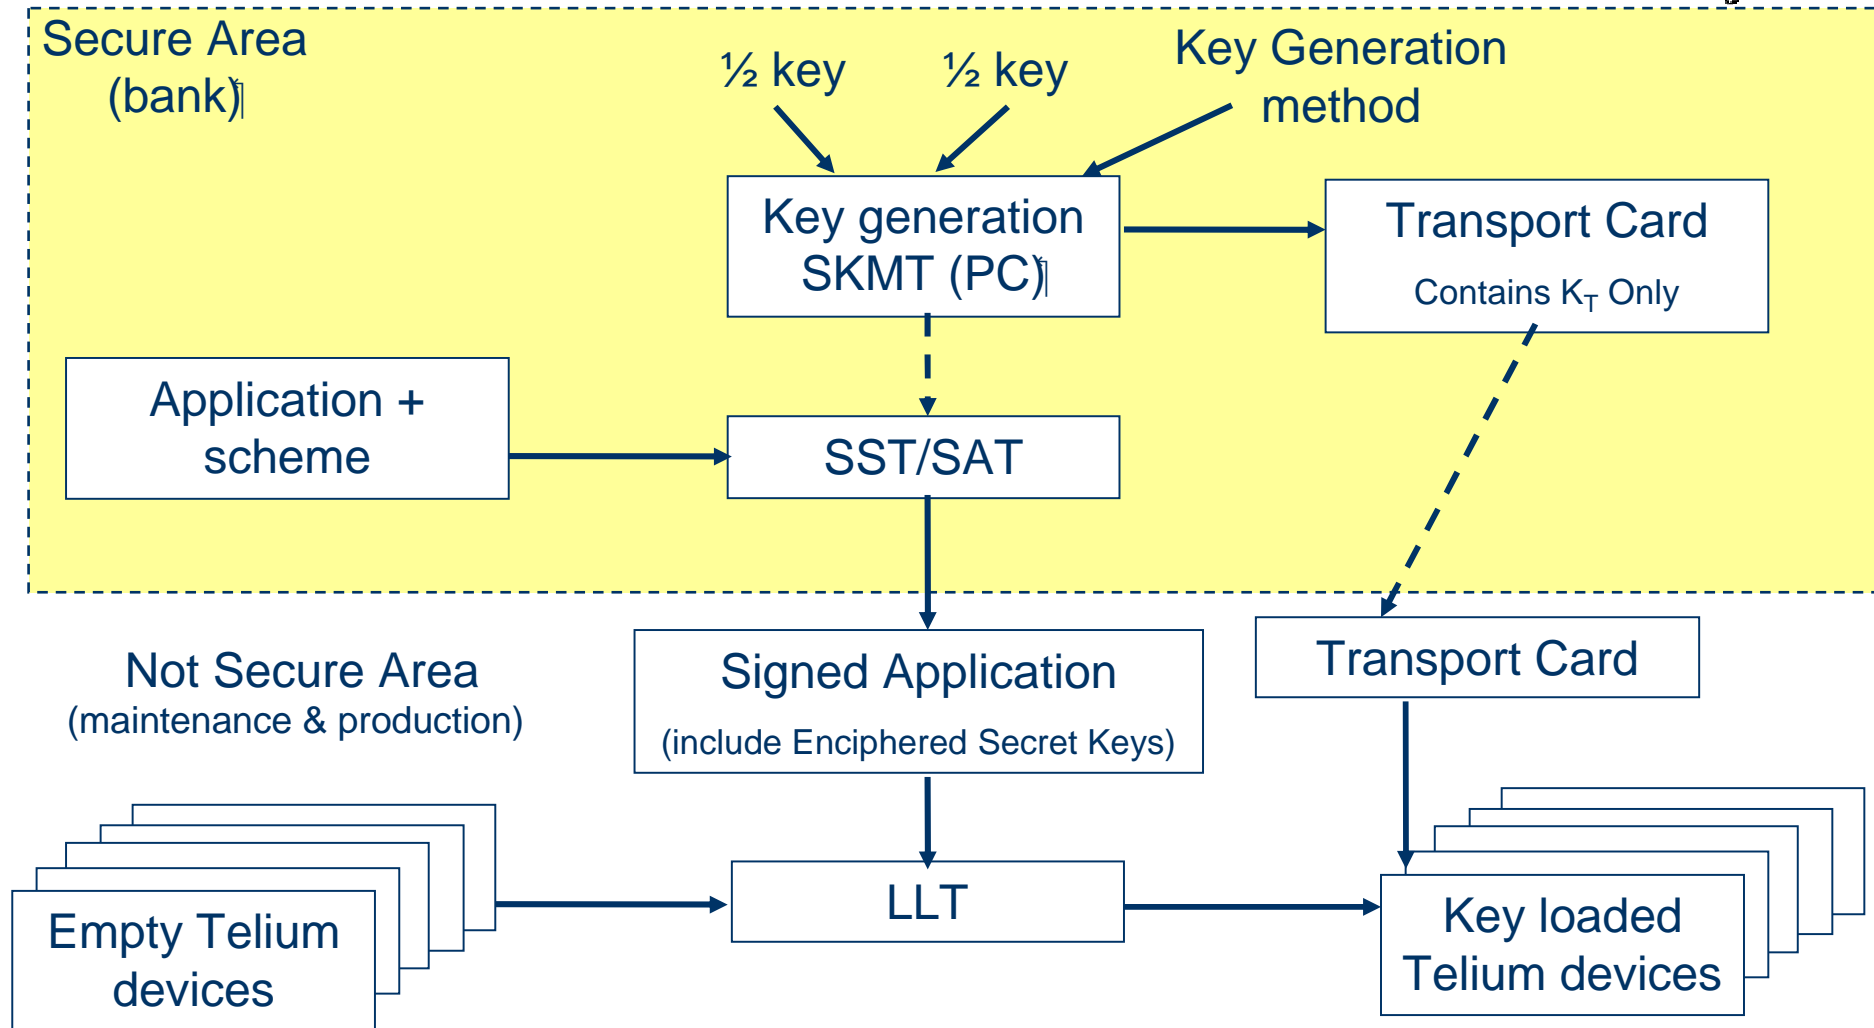 Secure Area
(bank)
½ key
½ key
Key Generation
method
Key generation
SKMT (PC)
Transport Card
Contains K_T Only
Application +
scheme
SST/SAT
Not Secure Area
(maintenance & production)
Signed Application
(include Enciphered Secret Keys)
Transport Card
Empty Telium
devices
LLT
Key loaded
Telium devices